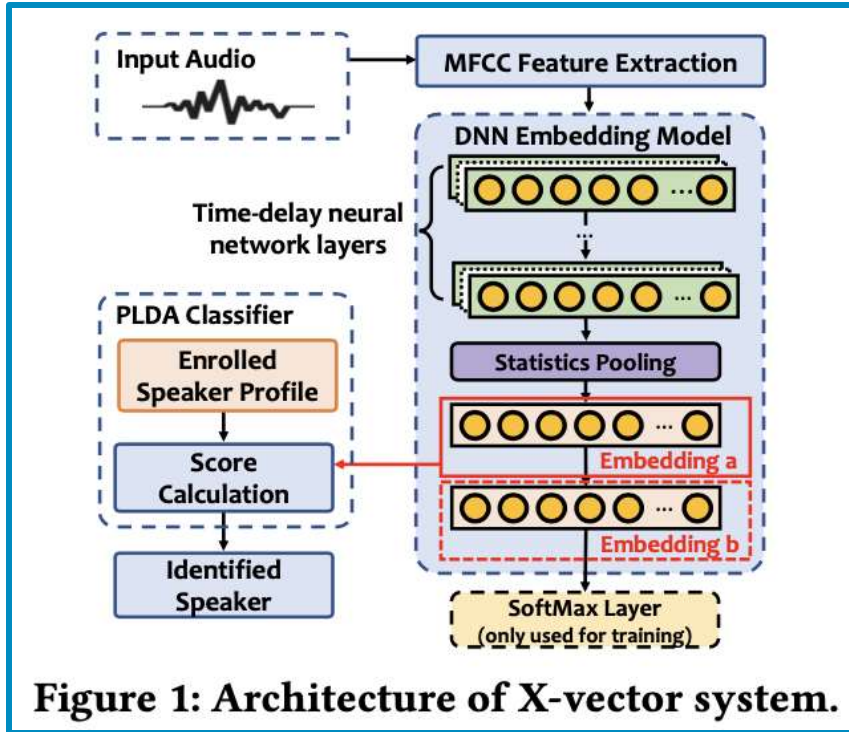 Input Audio
MFCC Feature Extraction
DNN Embedding Model
...
Time-delay neural
network layers
...
...
PLDA Classifier
Enrolled
Speaker Profile
Statistics Pooling
...
Embedding a
Score
Calculation
...
Embedding b
Identified
Speaker
SoftMax Layer
(only used for training)
Figure 1: Architecture of X-vector system.